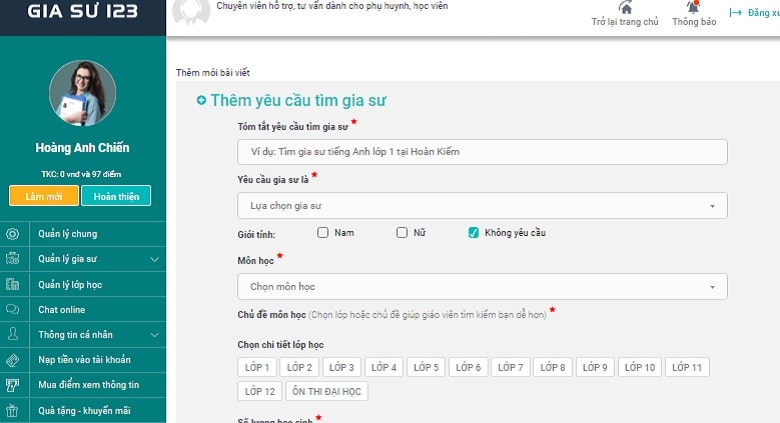 GIA SƯ 123
Chuyên viên hỗ trợ, tư vấn dành cho phụ huynh, học viên
Trở lại trang chủ
Thông báo
Đăng xu
Hoàng Anh Chiến
TKC: 0 vnđ và 97 điểm
Làm mới
Hoàn thiện
Quản lý chung
Quản lý gia sư
Quản lý lớp học
Chat online
Thông tin cá nhân
Nạp tiền vào tài khoản
Mua điểm xem thông tin
Quà tặng - khuyến mãi
Thêm mới bài viết
Thêm yêu cầu tìm gia sư
Tóm tắt yêu cầu tìm gia sư *
Ví dụ: Tìm gia sư tiếng Anh lớp 1 tại Hoàn Kiếm
Yêu cầu gia sư là *
Lựa chọn gia sư
Giới tính: Nam Nữ Không yêu cầu
Môn học *
Chọn môn học
Chủ đề môn học (Chọn lớp hoặc chủ đề giúp giáo viên tìm kiếm bạn dễ hơn) *
Chọn chi tiết lớp học
LỚP 1 LỚP 2 LỚP 3 LỚP 4 LỚP 5 LỚP 6 LỚP 7 LỚP 8 LỚP 9 LỚP 10 LỚP 11
LỚP 12 ÔN THI ĐẠI HỌC
Số lượng học sinh *